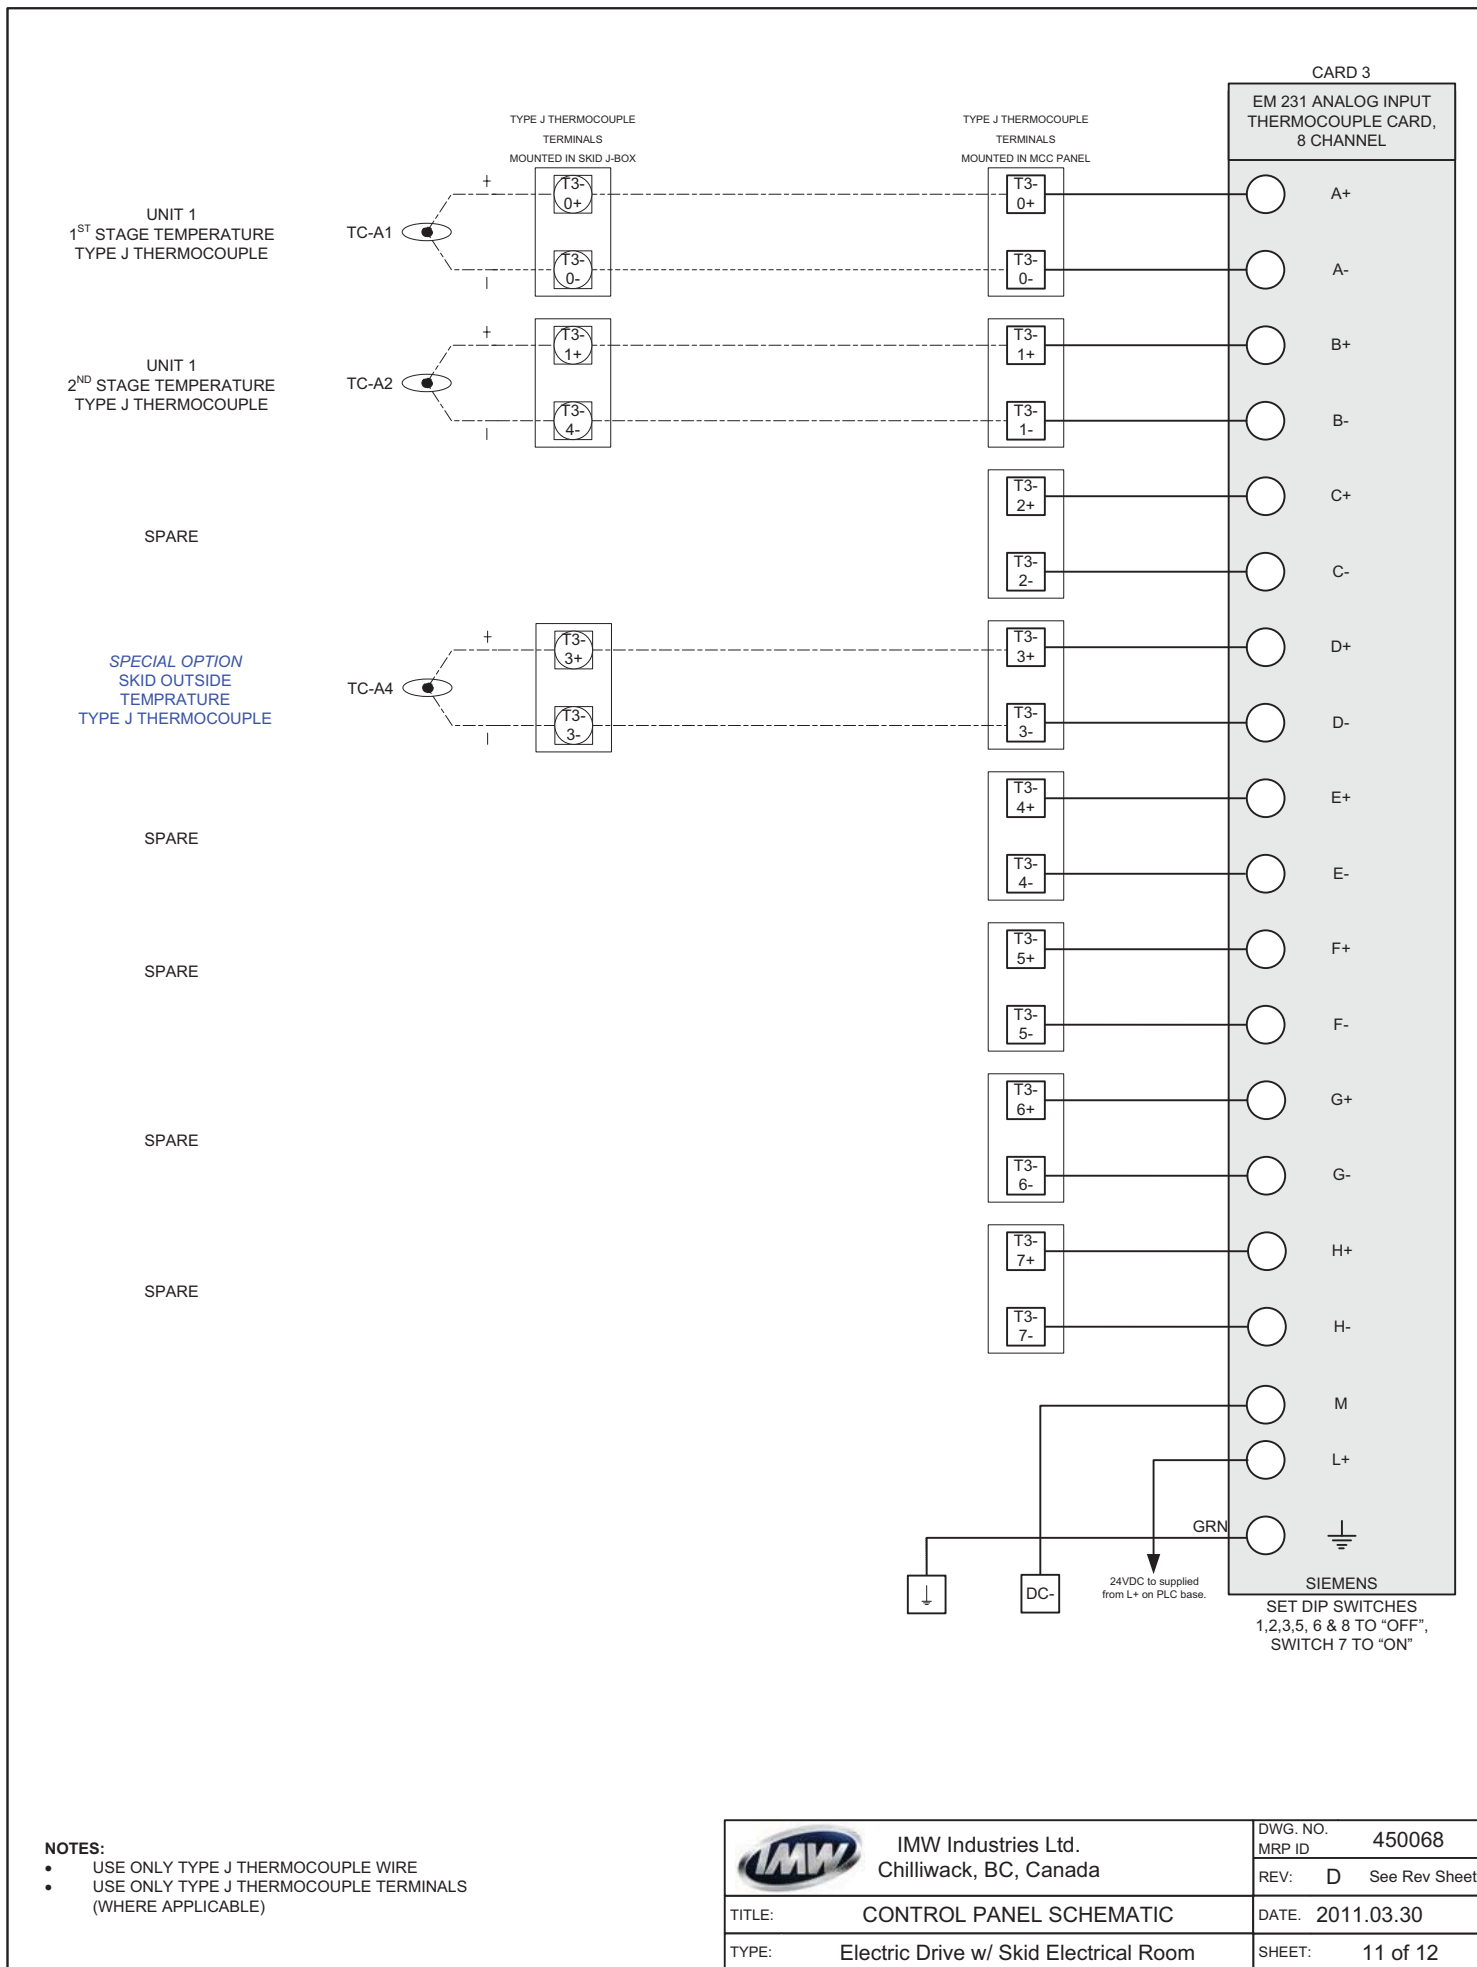 CARD 3
EM 231 ANALOG INPUT
THERMOCOUPLE CARD,
8 CHANNEL
TYPE J THERMOCOUPLE
TERMINALS
MOUNTED IN SKID J-BOX
TYPE J THERMOCOUPLE
TERMINALS
MOUNTED IN MCC PANEL
UNIT 1
1ST STAGE TEMPERATURE
TYPE J THERMOCOUPLE
TC-A1
+
T3-
0+
T3-
0+
A+
T3-
0-
T3-
0-
A-
UNIT 1
2ND STAGE TEMPERATURE
TYPE J THERMOCOUPLE
TC-A2
+
T3-
1+
T3-
1+
B+
T3-
4-
T3-
1-
B-
SPARE
T3-
2+
C+
T3-
2-
C-
SPECIAL OPTION
SKID OUTSIDE
TEMPRATURE
TYPE J THERMOCOUPLE
TC-A4
+
T3-
3+
T3-
3+
D+
T3-
3-
T3-
3-
D-
SPARE
T3-
4+
E+
T3-
4-
E-
SPARE
T3-
5+
F+
T3-
5-
F-
SPARE
T3-
6+
G+
T3-
6-
G-
SPARE
T3-
7+
H+
T3-
7-
H-
M
L+
GRN
DC-
24VDC to supplied
from L+ on PLC base.
SIEMENS
SET DIP SWITCHES
1,2,3,5, 6 & 8 TO “OFF”,
SWITCH 7 TO “ON”
NOTES:
• USE ONLY TYPE J THERMOCOUPLE WIRE
• USE ONLY TYPE J THERMOCOUPLE TERMINALS
(WHERE APPLICABLE)
IMW
IMW Industries Ltd.
Chilliwack, BC, Canada
DWG. NO.
MRP ID
450068
REV: D See Rev Sheet
TITLE: CONTROL PANEL SCHEMATIC
DATE. 2011.03.30
TYPE: Electric Drive w/ Skid Electrical Room
SHEET: 11 of 12